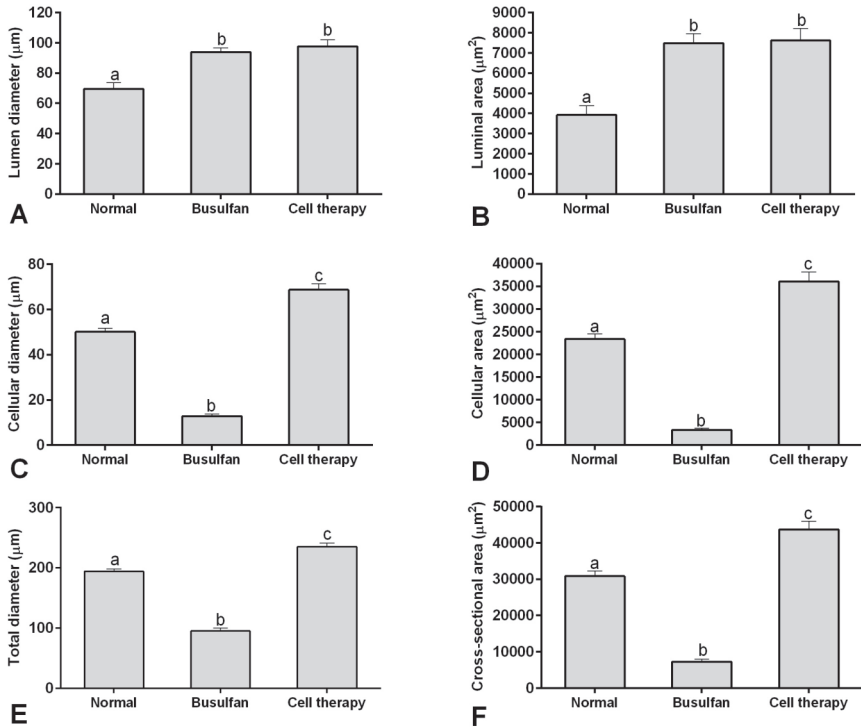 Lumen diameter (μm)
120
100
80
60
40
20
0
a
b
b
Normal Busulfan Cell therapy
A
Luminal area (μm²)
9000
8000
7000
6000
5000
4000
3000
2000
1000
0
a
b
b
Normal Busulfan Cell therapy
B
Cellular diameter (μm)
80
60
40
20
0
a
b
c
Normal Busulfan Cell therapy
C
Cellular area (μm²)
40000
35000
30000
25000
20000
15000
10000
5000
0
a
b
c
Normal Busulfan Cell therapy
D
Total diameter (μm)
300
200
100
0
a
b
c
Normal Busulfan Cell therapy
E
Cross-sectional area (μm²)
50000
40000
30000
20000
10000
0
a
b
c
Normal Busulfan Cell therapy
F